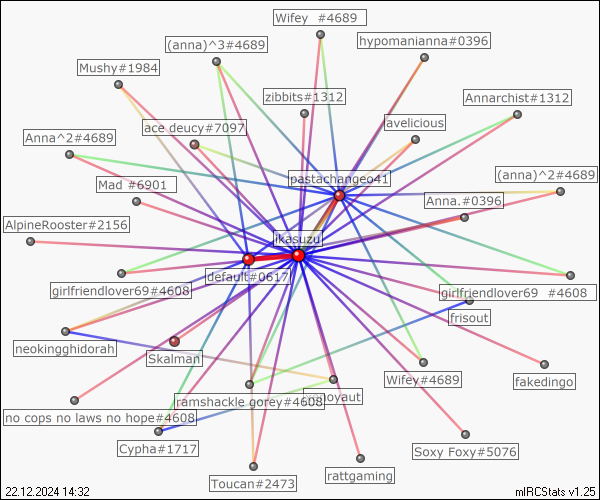 Wifey  #4689
(anna)^3#4689
hypomanianna#0396
Mushy#1984
zibbits#1312
Annarchist#1312
ace deucy#7097
avelicious
Anna^2#4689
pastachangeo41
(anna)^2#4689
Mad #6901
Anna.#0396
AlpineRooster#2156
ikasuzu
default#0617
girlfriendlover69#4608
girlfriendlover69  #4608
frisout
neokingghidorah
Skalman
Wifey#4689
fakedingo
ramshackle gorey#4608
oyaut
no cops no laws no hope#4608
Cypha#1717
Soxy Foxy#5076
rattgaming
Toucan#2473
22.12.2024 14:32
mIRCStats v1.25